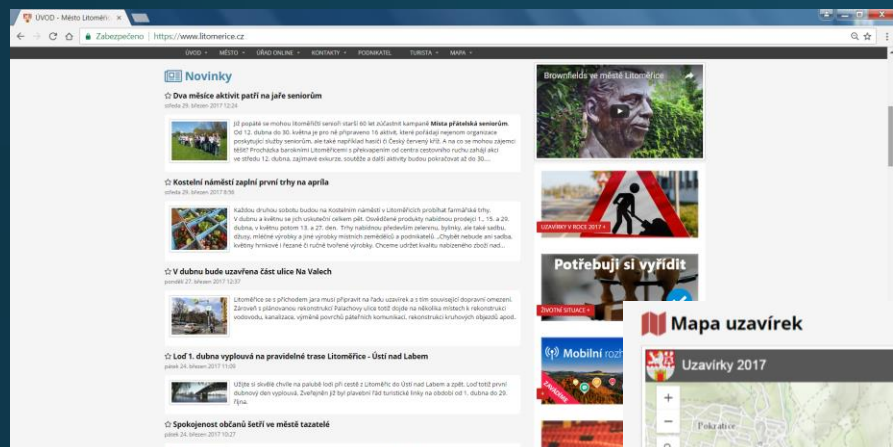 ÚVOD - Město Litoměři
Zabezpečeno | https://www.litomerice.cz
ÚVOD MĚSTO ÚŘAD ONLINE KONTAKTY PODNIKATEL TURISTA MAPA
Novinky
Dva měsíce aktivit patří na jaře seniorům
středa 29. březen 2017 12:24
Již popáté se mohou litoměřičtí senioři starší 60 let zúčastnit kampaně Místa přátelská seniorům.
Od 12. dubna do 30. května je pro ně připraveno 16 aktivit, které pořádají nejenom organizace
poskytující služby seniorům, ale také například hasiči či Český červený kříž. A na co se mohou zájemci
těšit? Procházka barokními Litoměřicemi s překvapením od centra cestovního ruchu zahájí akci
ve středu 12. dubna, zajímavé exkurze, soutěže a další aktivity budou pokračovat až do 30....
Kostelní náměstí zaplní první trhy na apríla
středa 29. březen 2017 8:56
Každou druhou sobotu budou na Kostelním náměstí v Litoměřicích probíhat farmářské trhy.
V dubnu a květnu se jich uskuteční celkem pět. Osvědčené produkty nabídnou prodejci 1., 15. a 29.
dubna, v květnu potom 13. a 27. den. Trhy nabídnou především zeleninu, bylinky, ale také sadbu,
džusy, mléčné výrobky a jiné výrobky místních zemědělců a podnikatelů. „Chybět nebude ani sadba,
květiny hrnkové i řezané či ručně tvořené výrobky. Chceme udržet kvalitu nabízeného zboží nad...
V dubnu bude uzavřena část ulice Na Valech
pondělí 27. březen 2017 12:37
Litoměřice se s příchodem jara musí připravit na řadu uzavírek a s tím související dopravní omezení.
Zároveň s plánovanou rekonstrukcí Palachovy ulice totiž dojde na několika místech k rekonstrukci
vodovodu, kanalizace, výměně povrchů páteřních komunikací, rekonstrukci kruhových objezdů apod.
Loď 1. dubna vyplouvá na pravidelné trase Litoměřice - Ústí nad Labem
pátek 24. březen 2017 11:00
Užijte si skvělé chvíle na palubě lodi při cestě z Litoměřic do Ústí nad Labem a zpět. Loď totiž první
dubnový den vyplouvá. Zveřejněn již byl plavební řád turistické linky na období od 1. dubna do 29.
října.
Spokojenost občanů šetří ve městě tazatelé
pátek 24. březen 2017 10:27
Brownfields ve městě Litoměřice
UZAVÍRKY V ROCE 2017
Potřebuji si vyřídit
ŽIVOTNÍ SITUACE
Mobilní rozh
Mapa uzavírek
Uzavírky 2017
+
−
Pokratice